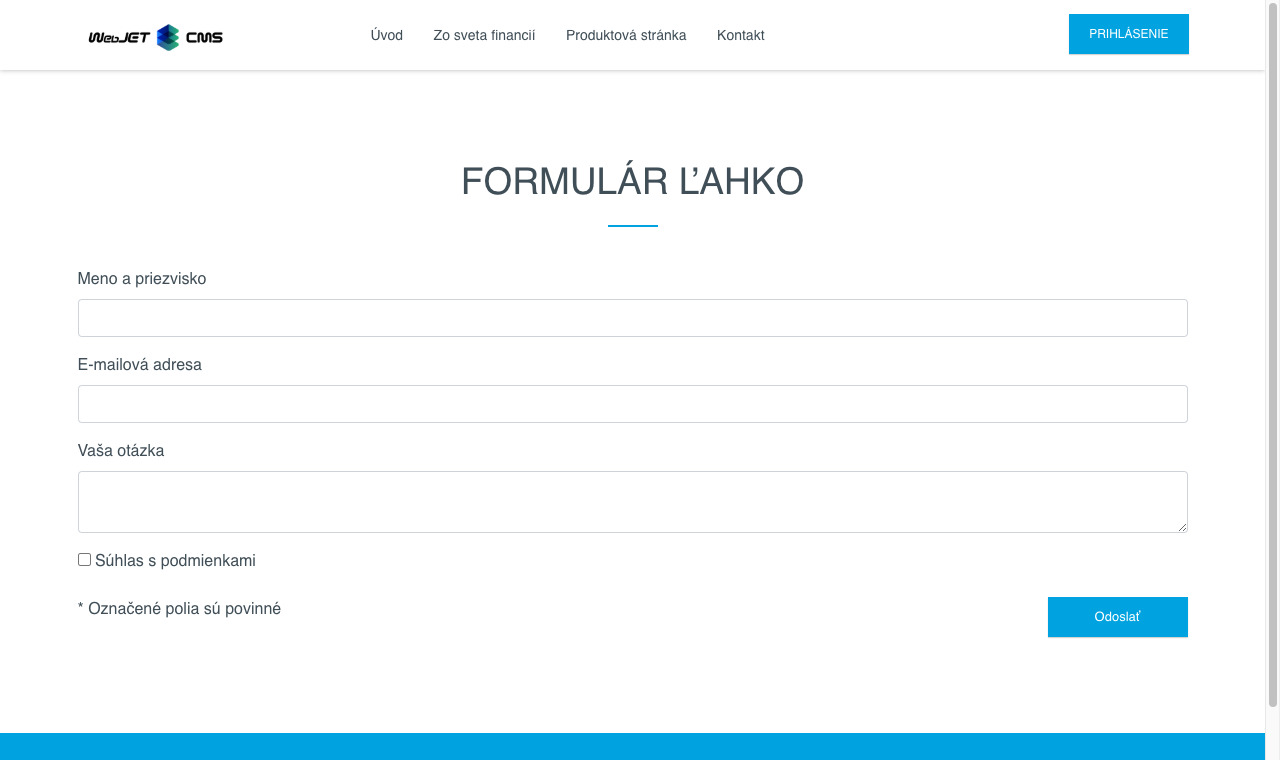 WebJET CMS
Úvod
Zo sveta financií
Produktová stránka
Kontakt
PRIHLÁSENIE
FORMULÁR ĽAHKO
Meno a priezvisko
E-mailová adresa
Vaša otázka
Súhlas s podmienkami
* Označené polia sú povinné
Odoslať